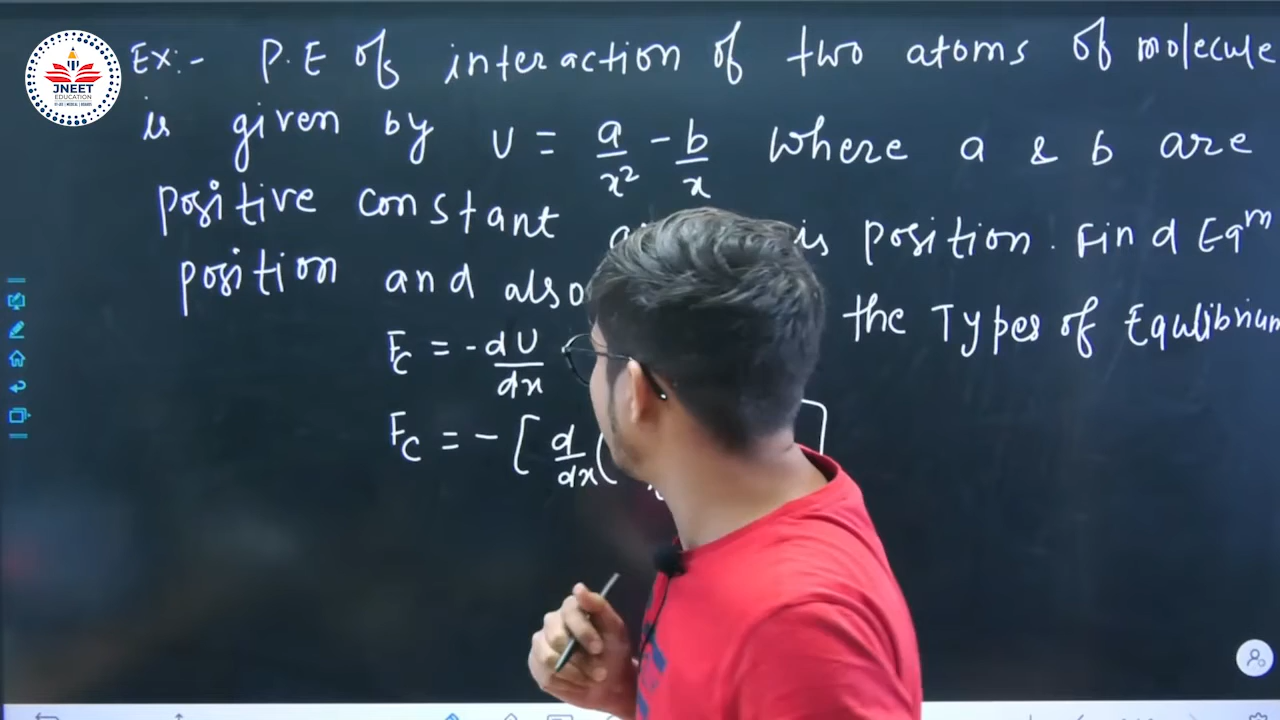 JNEET
EDUCATION
Ex:- P.E of interaction of two atoms of molecule
is given by U = a/x² - b/x where a & b are
positive constant is position. Find Eqᵐ
position and also the Types of Equlibrium
F_C = -dU/dx
F_C = -[d/dx(